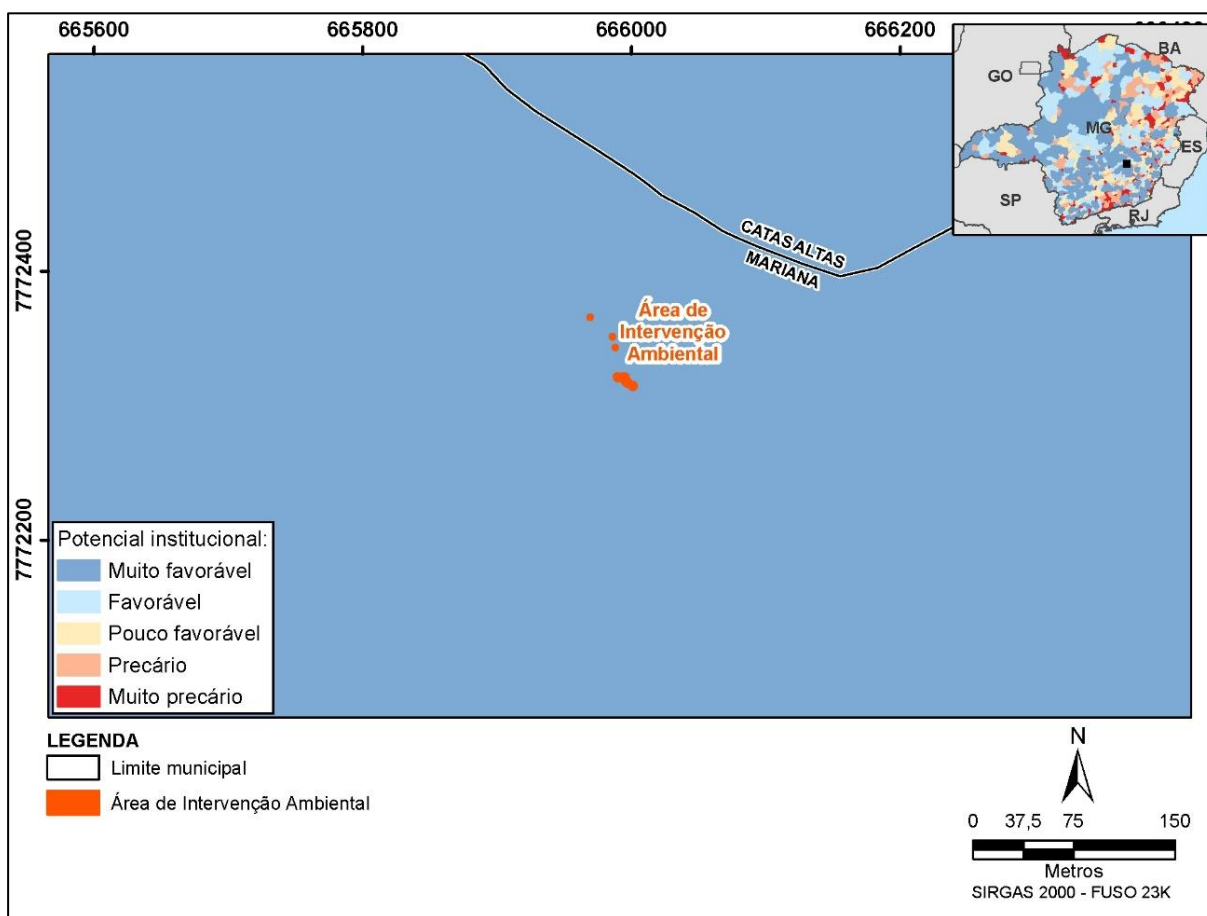 665600
665800
666000
666200
BA
GO
MG
ES
SP
RJ
7772400
CATAS ALTAS
MARIANA
Área de
Intervenção
Ambiental
7772200
Potencial institucional:
Muito favorável
Favorável
Pouco favorável
Precário
Muito precário
LEGENDA
Limite municipal
Área de Intervenção Ambiental
N
0 37,5 75 150
Metros
SIRGAS 2000 - FUSO 23K